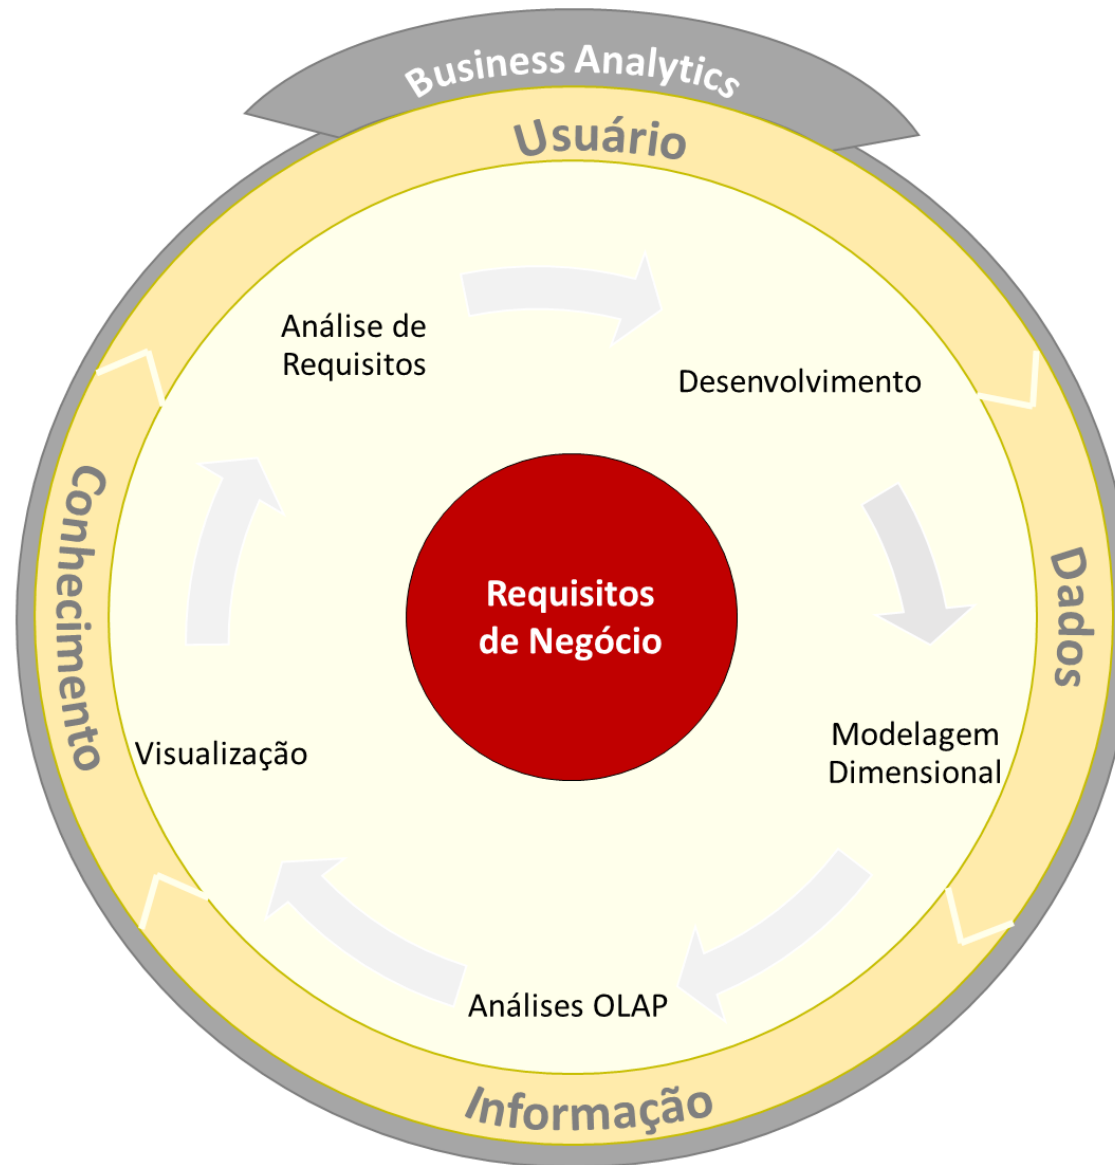 Business Analytics
Usuário
Análise de
Requisitos
Desenvolvimento
Conhecimento
Requisitos
de Negócio
Dados
Visualização
Modelagem
Dimensional
Análises OLAP
Informação